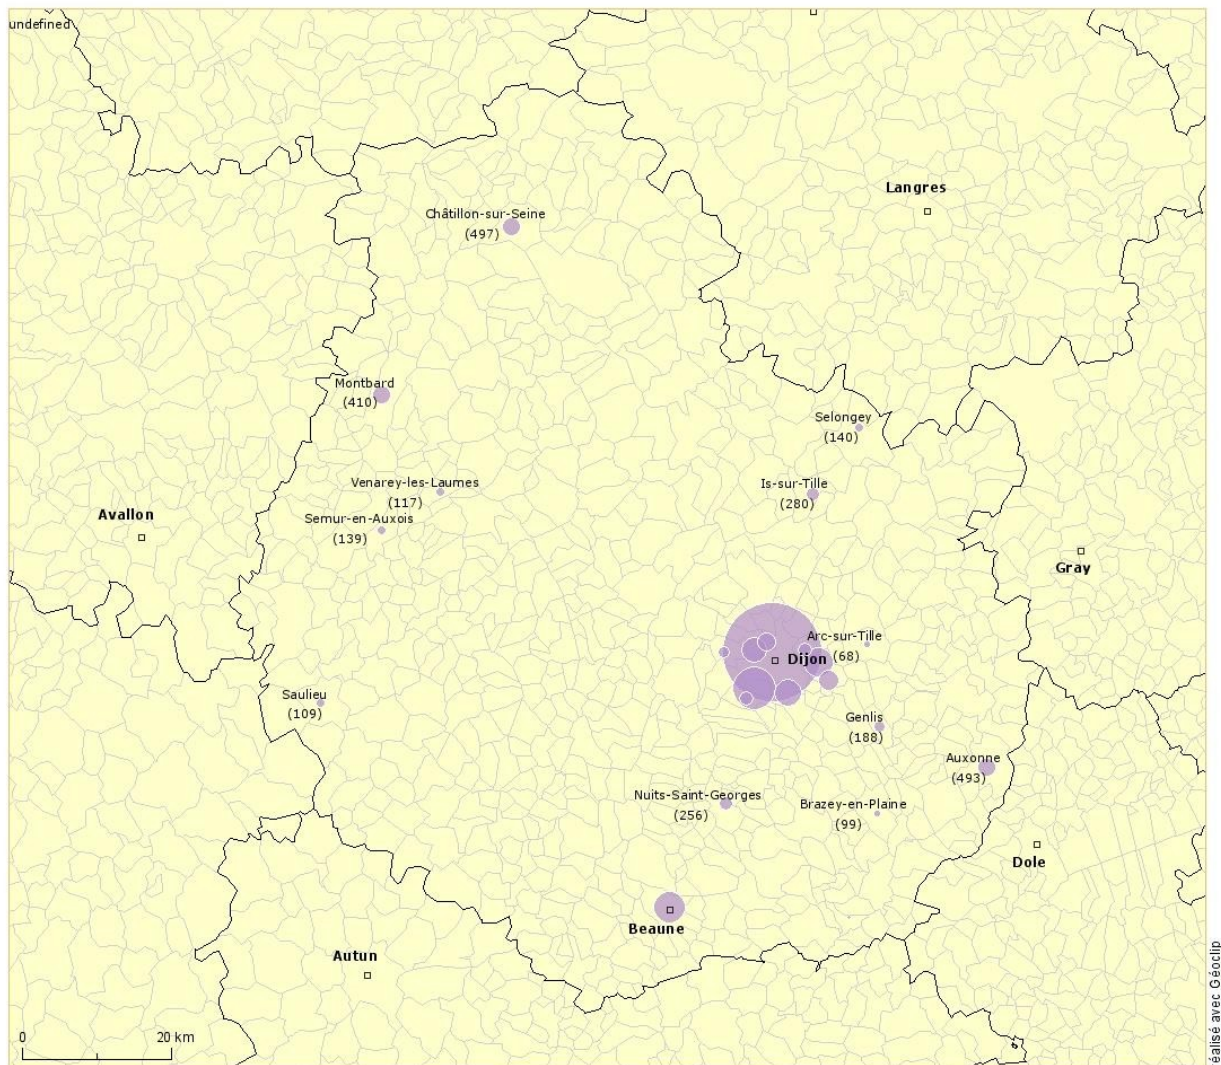 undefined
Langres
Châtillon-sur-Seine
(497)
Montbard
(410)
Selongey
(140)
Venarey-les-Laumes
(117)
Is-sur-Tille
(280)
Avallon
Semur-en-Auxois
(139)
Gray
Arc-sur-Tille
Dijon (68)
Saulieu
(109)
Genlis
(188)
Auxonne
(493)
Nuits-Saint-Georges
(256)
Brazey-en-Plaine
(99)
Dole
Beaune
Autun
0 20 km
éalisé avec Géoclip